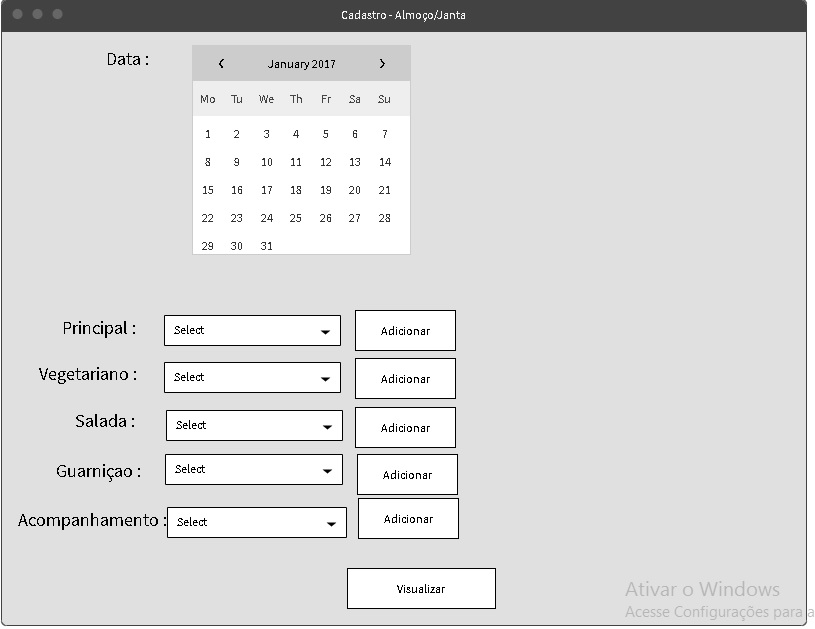 Cadastro - Almoço/Janta
Data :
January 2017
Mo Tu We Th Fr Sa Su
1 2 3 4 5 6 7
8 9 10 11 12 13 14
15 16 17 18 19 20 21
22 23 24 25 26 27 28
29 30 31
Principal : Select Adicionar
Vegetariano : Select Adicionar
Salada : Select Adicionar
Guarniçao : Select Adicionar
Acompanhamento : Select Adicionar
Visualizar
Ativar o Windows
Acesse Configurações para a